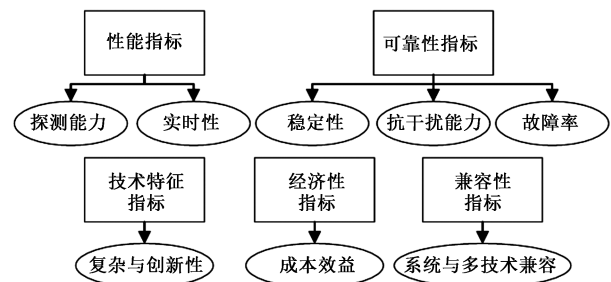 性能指标
可靠性指标
探测能力
实时性
稳定性
抗干扰能力
故障率
技术特征
指标
经济性
指标
兼容性
指标
复杂与创新性
成本效益
系统与多技术兼容